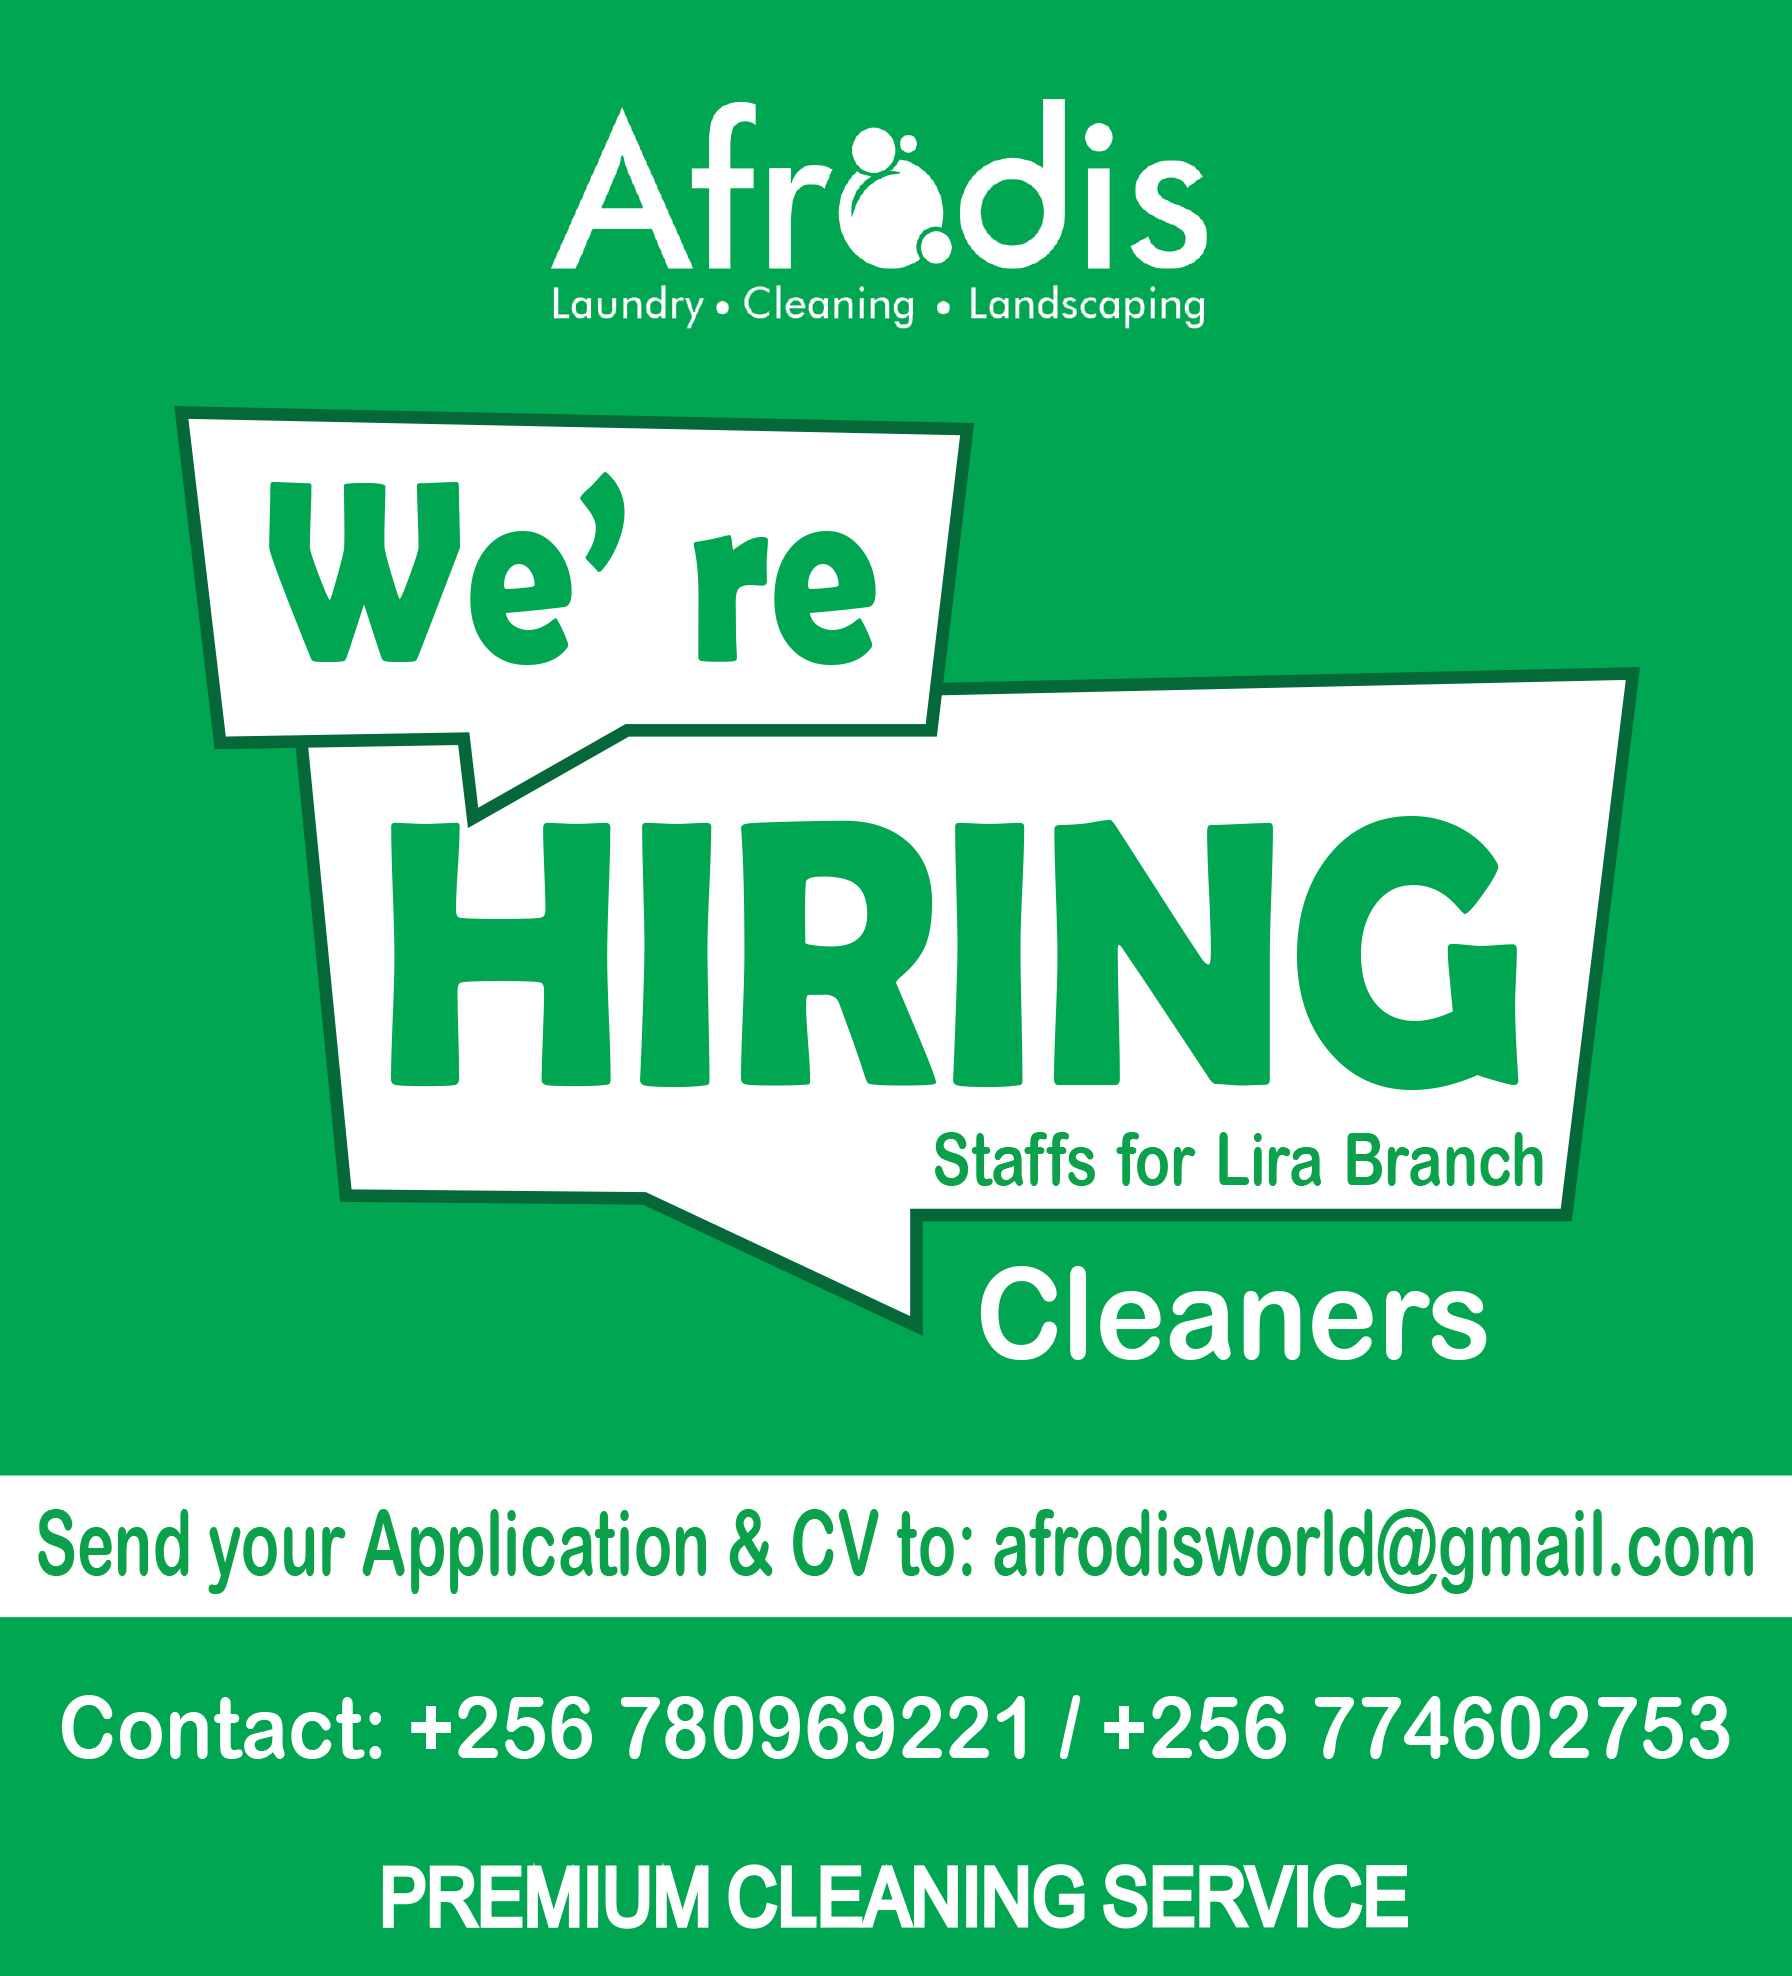 Afrodis
Laundry • Cleaning • Landscaping
We're
HIRING
Staffs for Lira Branch
Cleaners
Send your Application & CV to: afrodisworld@gmail.com
Contact: +256 780969221 / +256 774602753
PREMIUM CLEANING SERVICE